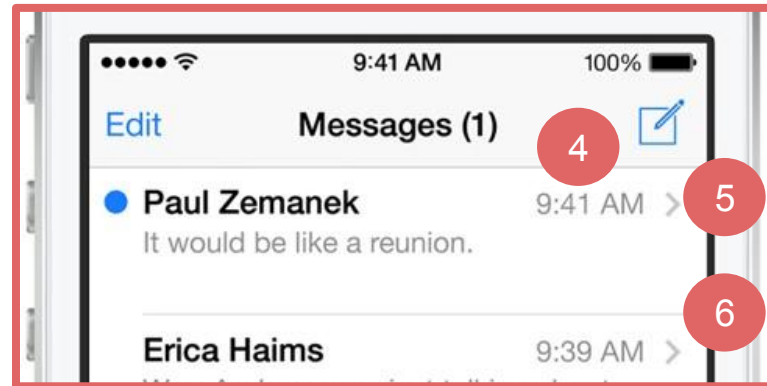 9:41 AM 100%
Edit Messages (1)
4
Paul Zemanek 9:41 AM
5
It would be like a reunion.
6
Erica Haims 9:39 AM